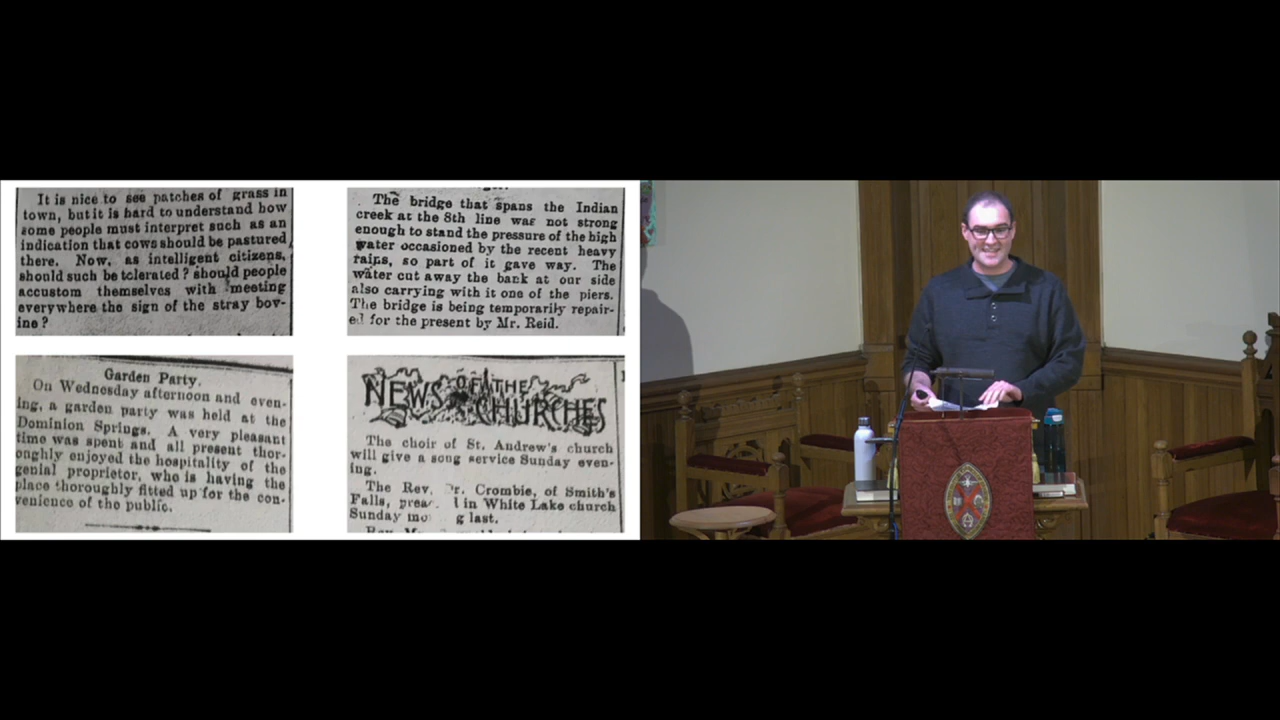 It is nice to see patches of grass in
town, but it is hard to understand how
some people must interpret such as an
indication that cows should be pastured
there. Now, as intelligent citizens,
should such be tolerated? should people
accustom themselves with meeting
everywhere the sign of the stray bov-
ine?
The bridge that spans the Indian
creek at the 8th line was not strong
enough to stand the pressure of the high
water occasioned by the recent heavy
rains, so part of it gave way. The
water cut away the bank at our side
also carrying with it one of the piers.
The bridge is being temporarily repair-
ed for the present by Mr. Reid.
Garden Party.
On Wednesday afternoon and even-
ing, a garden party was held at the
Dominion Springs. A very pleasant
time was spent and all present thor-
oughly enjoyed the hospitality of the
genial proprietor, who is having the
place thoroughly fitted up for the con-
venience of the public.
NEWS OF THE
CHURCHES
The choir of St. Andrew's church
will give a song service Sunday even-
ing.
The Rev. Dr. Crombie, of Smith's
Falls, in White Lake church
Sunday last.